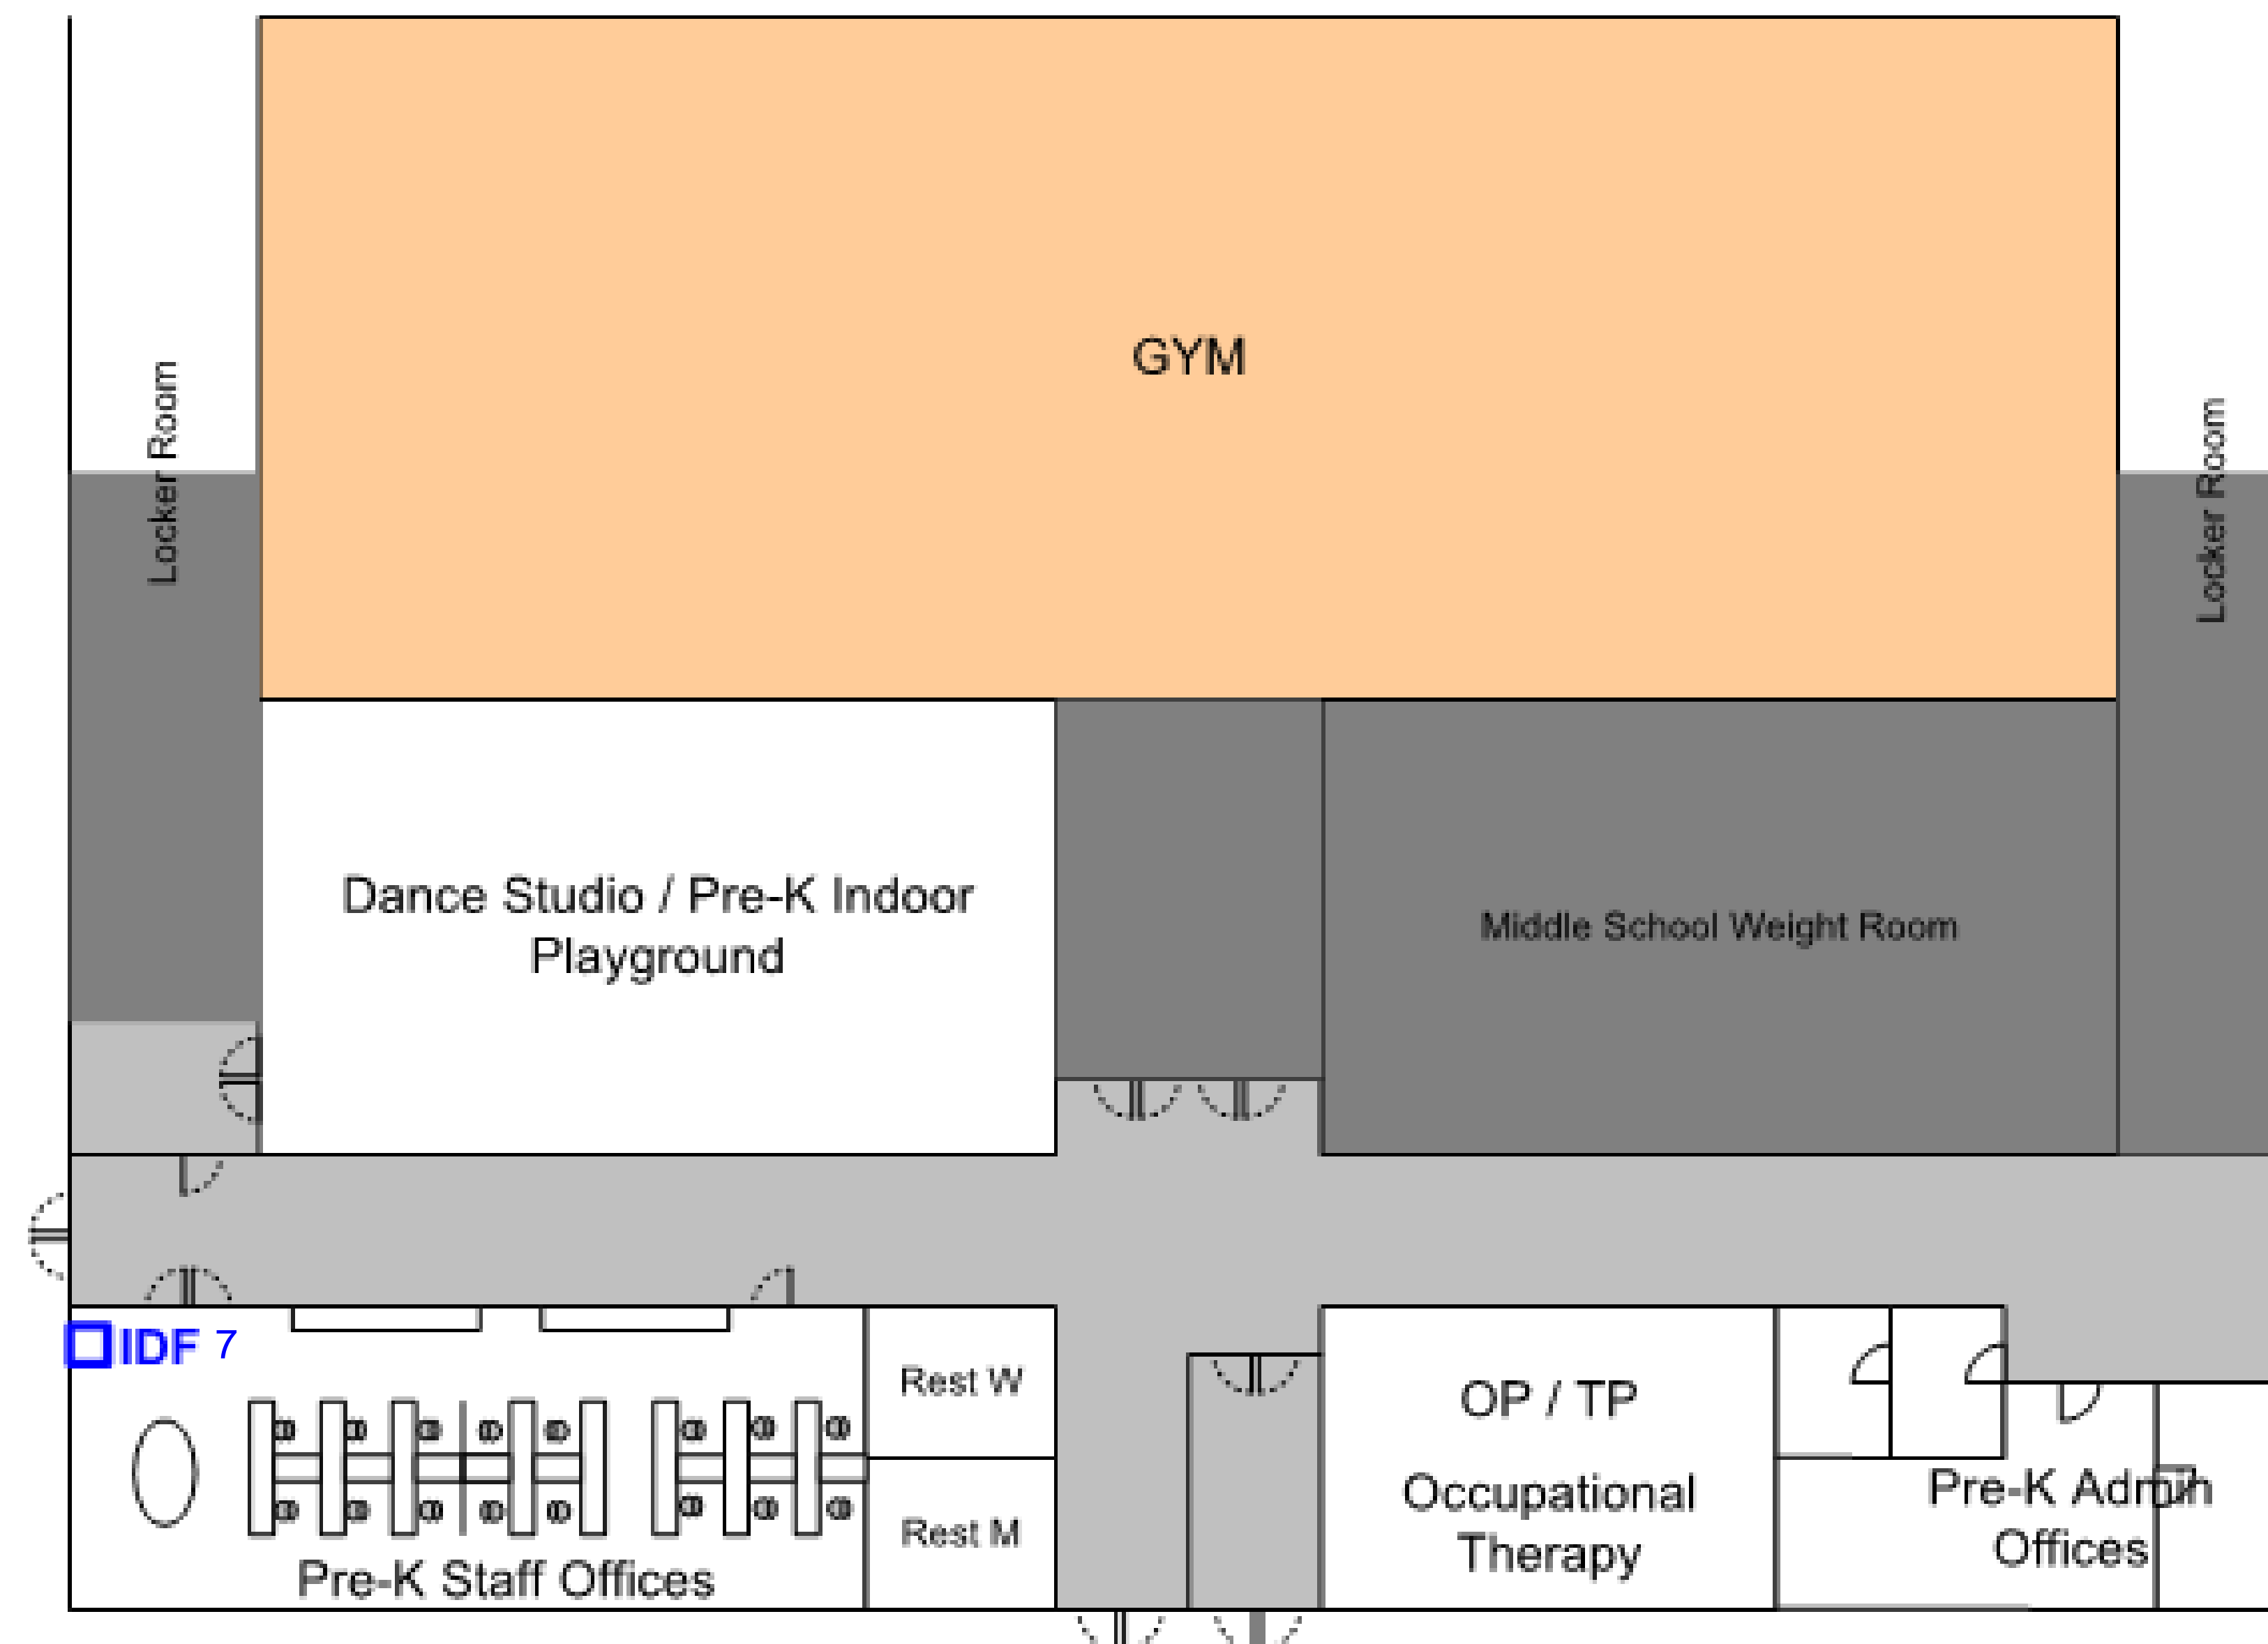 GYM
Locker Room
Locker Room
Dance Studio / Pre-K Indoor
Playground
Middle School Weight Room
IDF 7
Rest W
Rest M
OP / TP
Occupational
Therapy
Pre-K Admin
Offices
Pre-K Staff Offices